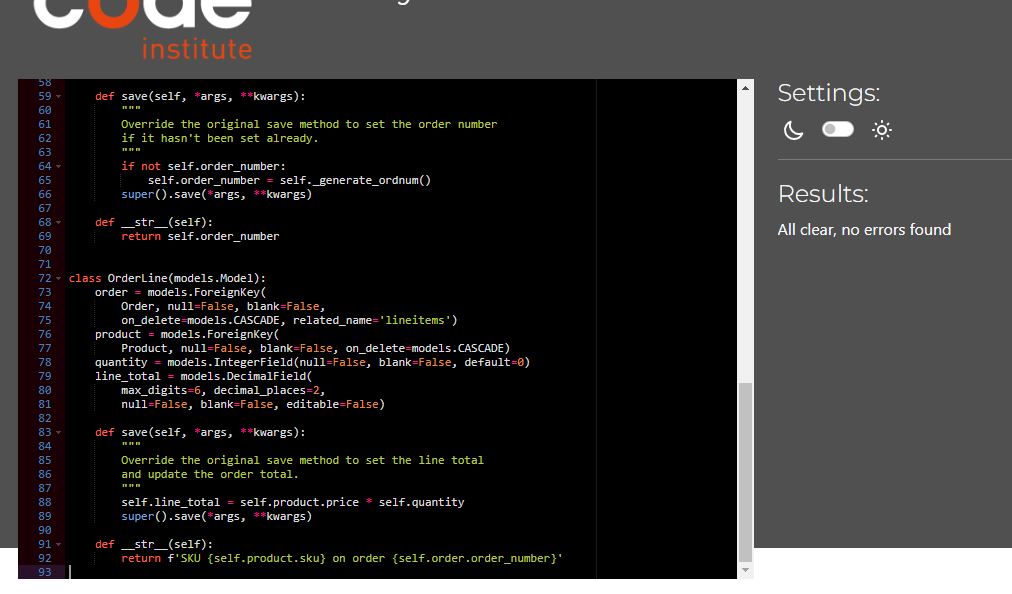 code
institute
58
59 def save(self, *args, **kwargs):
60 """
61 Override the original save method to set the order number
62 if it hasn't been set already.
63 """
64 if not self.order_number:
65 self.order_number = self._generate_ordnum()
66 super().save(*args, **kwargs)
67
68 def __str__(self):
69 return self.order_number
70
71
72 class OrderLine(models.Model):
73 order = models.ForeignKey(
74 Order, null=False, blank=False,
75 on_delete=models.CASCADE, related_name='lineitems')
76 product = models.ForeignKey(
77 Product, null=False, blank=False, on_delete=models.CASCADE)
78 quantity = models.IntegerField(null=False, blank=False, default=0)
79 line_total = models.DecimalField(
80 max_digits=6, decimal_places=2,
81 null=False, blank=False, editable=False)
82
83 def save(self, *args, **kwargs):
84 """
85 Override the original save method to set the line total
86 and update the order total.
87 """
88 self.line_total = self.product.price * self.quantity
89 super().save(*args, **kwargs)
90
91 def __str__(self):
92 return f'SKU {self.product.sku} on order {self.order.order_number}'
93
Settings:
Results:
All clear, no errors found